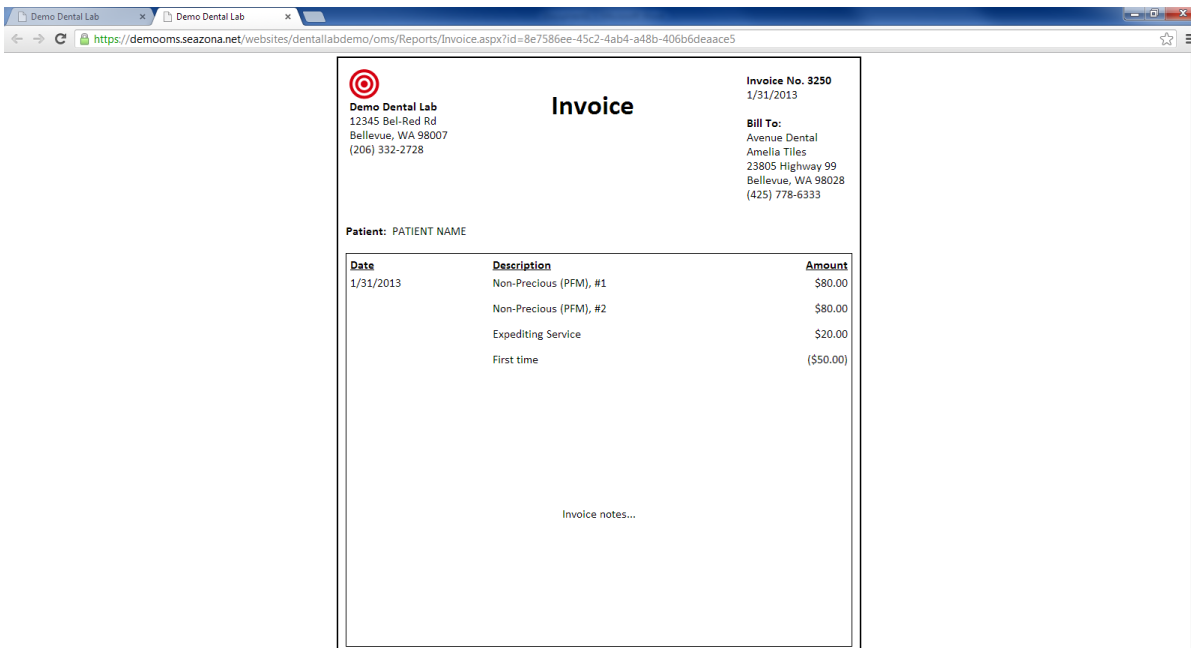 Demo Dental Lab
Demo Dental Lab
https://demooms.seazona.net/websites/dentallabdemo/oms/Reports/Invoice.aspx?id=8e7586ee-45c2-4ab4-a48b-406b6deaace5
Demo Dental Lab
12345 Bel-Red Rd
Bellevue, WA 98007
(206) 332-2728
Invoice
Invoice No. 3250
1/31/2013
Bill To:
Avenue Dental
Amelia Tiles
23805 Highway 99
Bellevue, WA 98028
(425) 778-6333
Patient: PATIENT NAME
Date Description Amount
1/31/2013 Non-Precious (PFM), #1 $80.00
Non-Precious (PFM), #2 $80.00
Expediting Service $20.00
First time ($50.00)
Invoice notes...